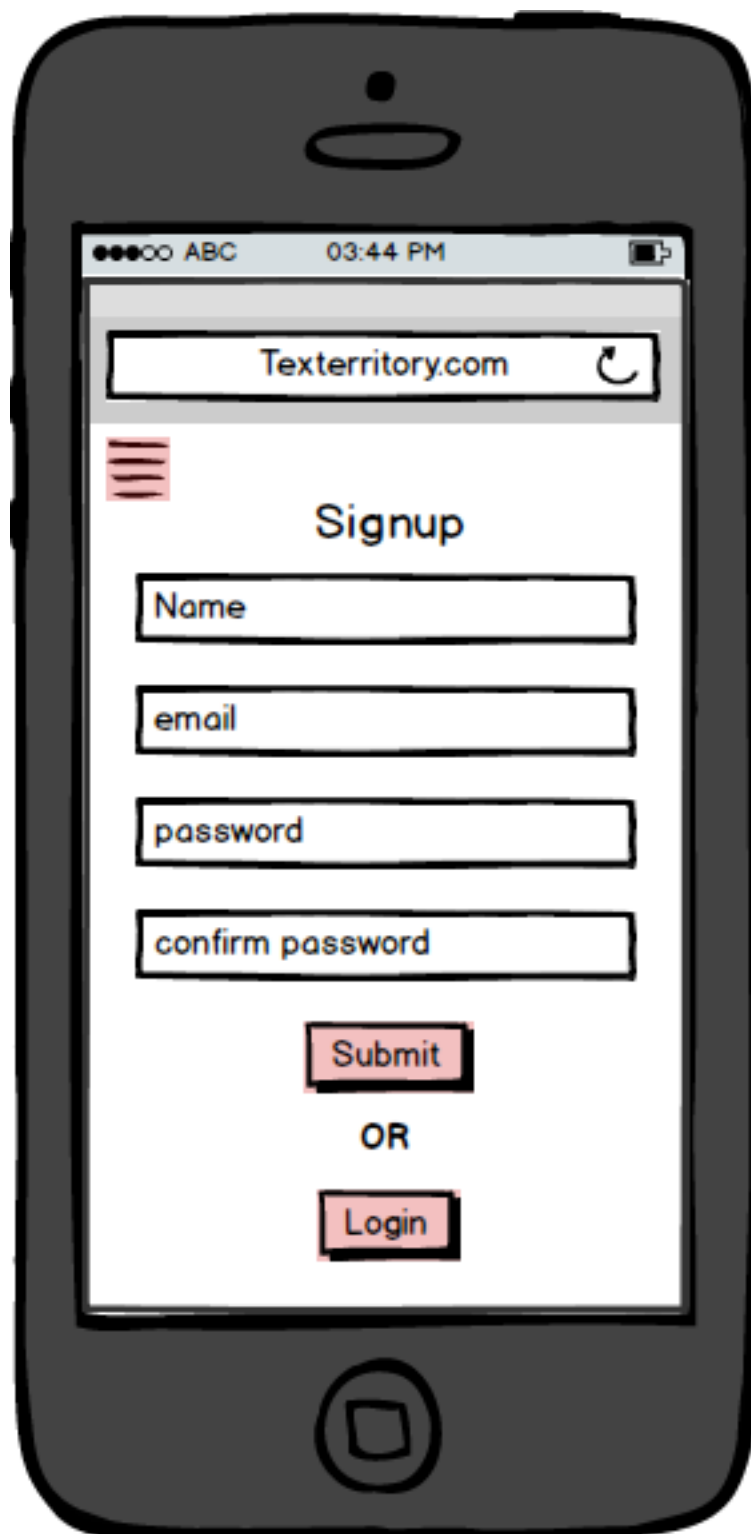 ABC 03:44 PM
Texterritory.com
Signup
Name
email
password
confirm password
Submit
OR
Login